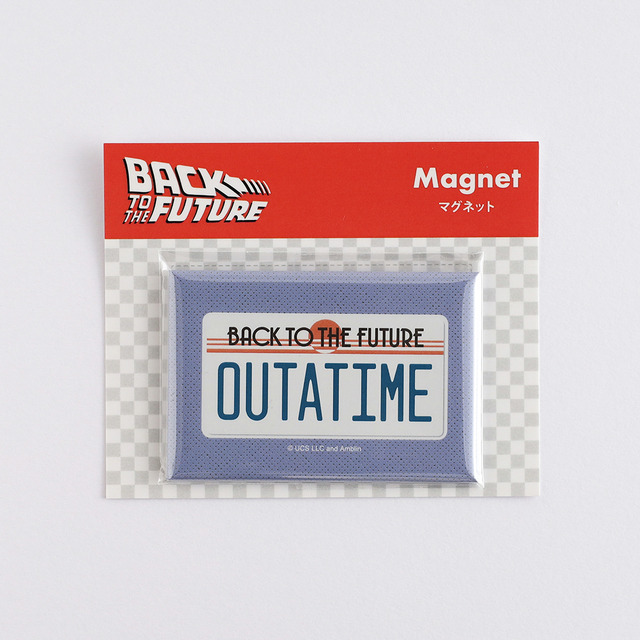 BACK
TO THE FUTURE
Magnet
マグネット
BACK TO THE FUTURE
OUTATIME
© UCS LLC and Amblin